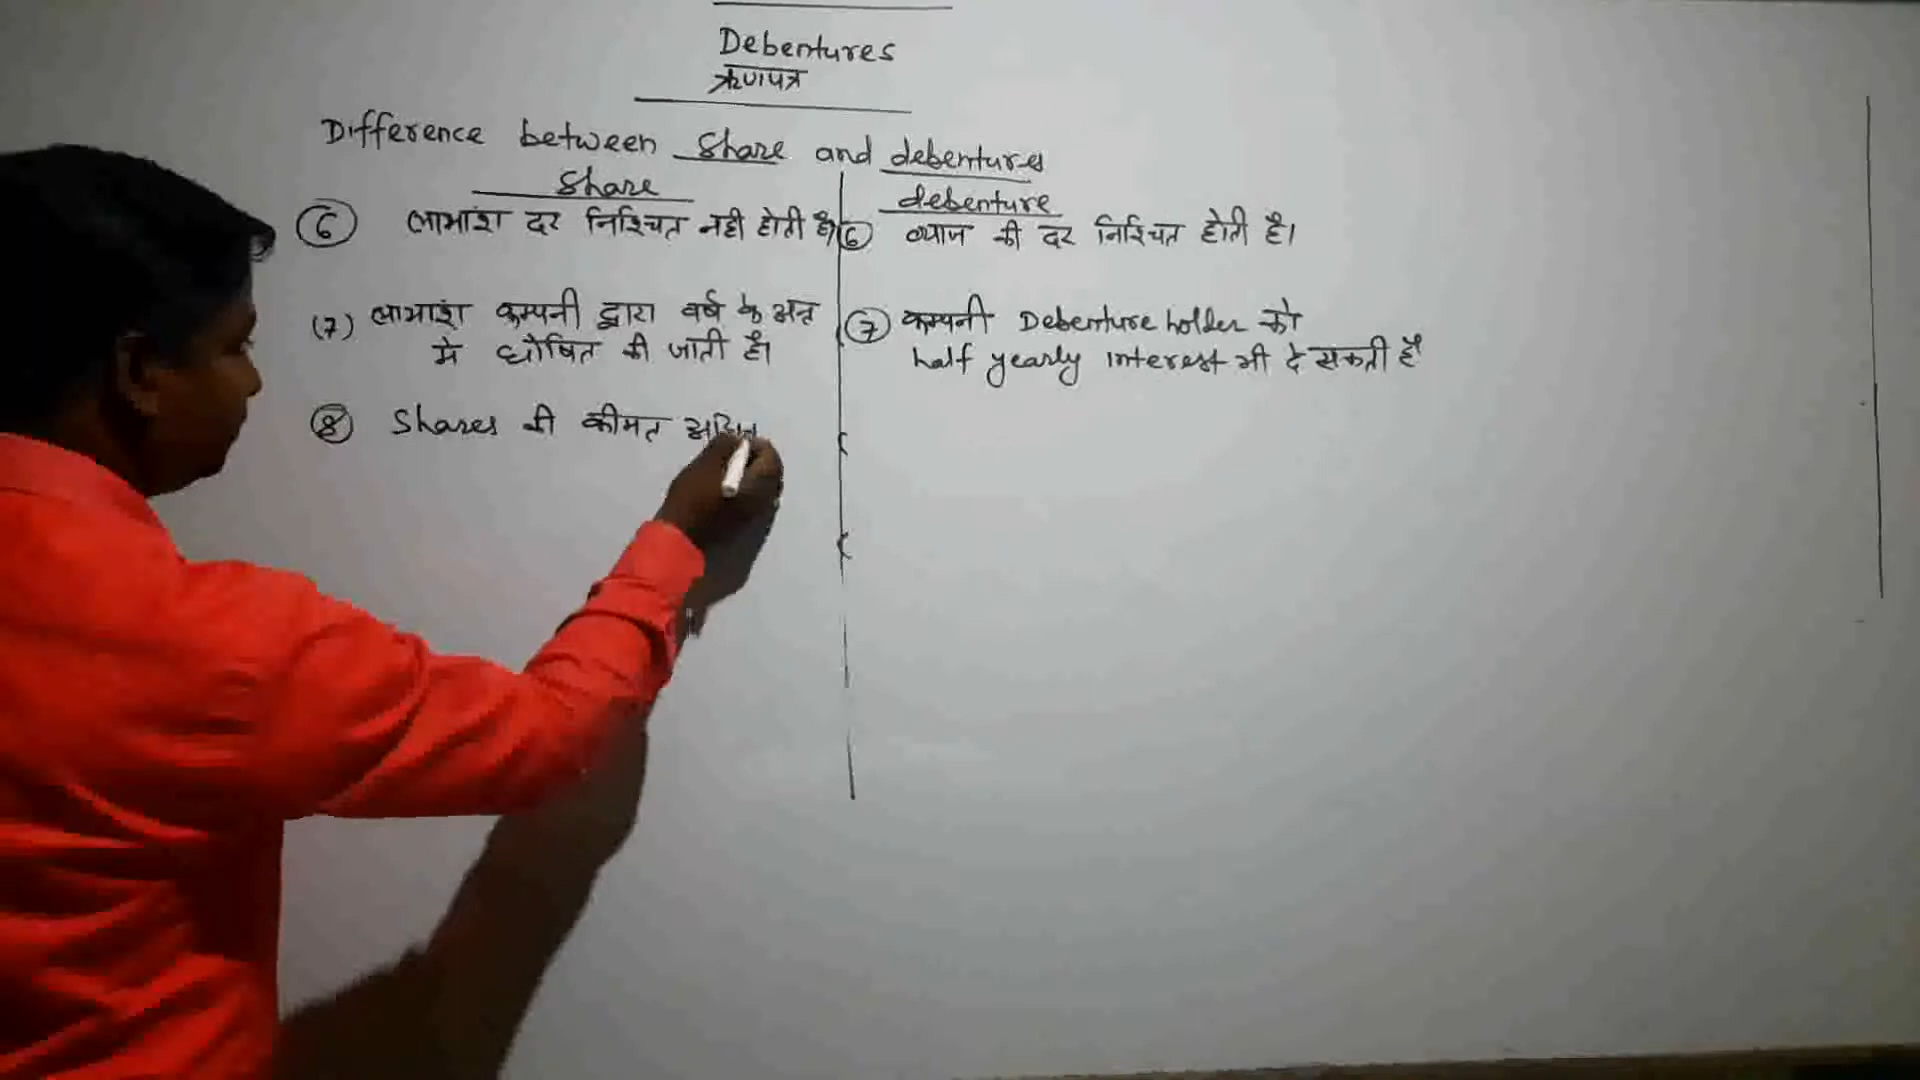 Debentures
ऋणपत्र
Difference between share and debentures
Share
debenture
⑥ लाभांश दर निश्चित नही होती है।
⑥ ब्याज की दर निश्चित होती है।
(7) लाभांश कम्पनी द्वारा वर्ष के अन्त
मे घोषित की जाती है।
⑦ कम्पनी Debenture holder को
half yearly interest भी दे सकती है
⑧ Shares की कीमत